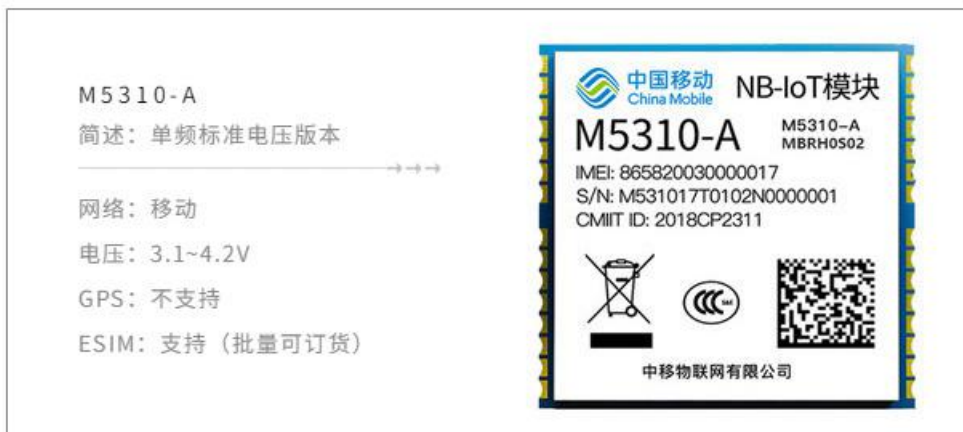 M5310-A
简述：单频标准电压版本
网络：移动
电压：3.1~4.2V
GPS：不支持
ESIM：支持（批量可订货）
中国移动
China Mobile
NB-IoT模块
M5310-A
M5310-A
MBRH0S02
IMEI: 865820030000017
S/N: M531017T0102N0000001
CMIIT ID: 2018CP2311
中移物联网有限公司